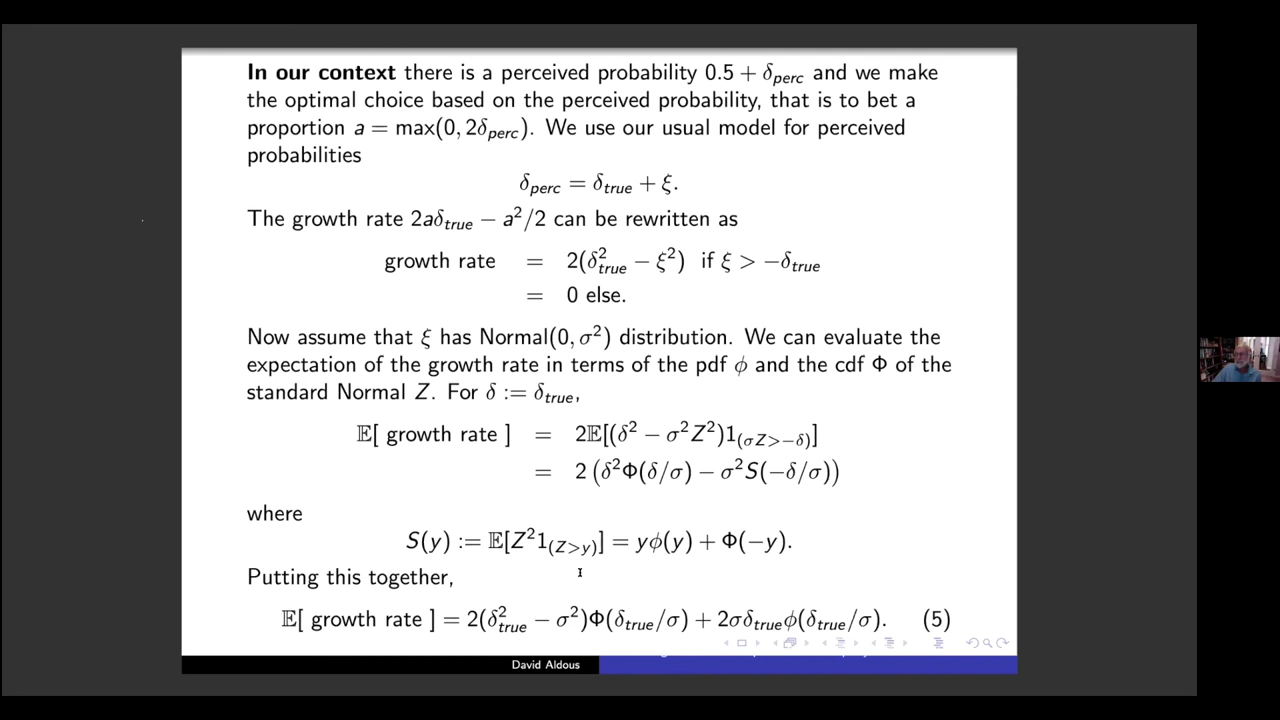 In our context there is a perceived probability 0.5 + δ_perc and we make
the optimal choice based on the perceived probability, that is to bet a
proportion a = max(0, 2δ_perc). We use our usual model for perceived
probabilities
δ_perc = δ_true + ξ.
The growth rate 2aδ_true − a²/2 can be rewritten as
growth rate = 2(δ²_true − ξ²) if ξ > −δ_true
= 0 else.
Now assume that ξ has Normal(0, σ²) distribution. We can evaluate the
expectation of the growth rate in terms of the pdf ϕ and the cdf Φ of the
standard Normal Z. For δ := δ_true,
𝔼[ growth rate ] = 2𝔼[(δ² − σ²Z²)1_(σZ>−δ)]
= 2 (δ²Φ(δ/σ) − σ²S(−δ/σ))
where
S(y) := 𝔼[Z²1_(Z>y)] = yϕ(y) + Φ(−y).
Putting this together,
𝔼[ growth rate ] = 2(δ²_true − σ²)Φ(δ_true/σ) + 2σδ_trueϕ(δ_true/σ). (5)
David Aldous